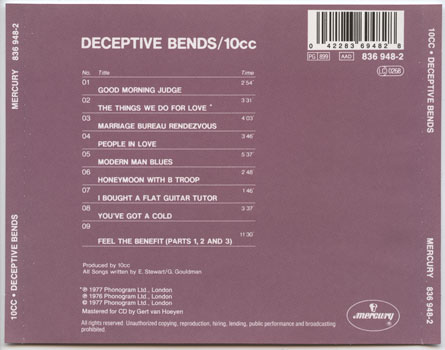 DECEPTIVE BENDS/10cc
0 42283 69482 8
PG 899 AAD 836 948-2
LC 0258
No. Title Time
01 GOOD MORNING JUDGE 2'54"
02 THE THINGS WE DO FOR LOVE * 3'31"
03 MARRIAGE BUREAU RENDEZVOUS 4'03"
04 PEOPLE IN LOVE 3'46"
05 MODERN MAN BLUES 5'37"
06 HONEYMOON WITH B TROOP 2'46"
07 I BOUGHT A FLAT GUITAR TUTOR 1'46"
08 YOU'VE GOT A COLD 3'37"
09 FEEL THE BENEFIT (PARTS 1, 2 AND 3) 11'30"
Produced by 10cc
All Songs written by E. Stewart/G. Gouldman
*℗ 1977 Phonogram Ltd., London
℗ 1976 Phonogram Ltd., London
© 1977 Phonogram Ltd., London
Mastered for CD by Gert van Hoeyen
All rights reserved. Unauthorized copying, reproduction, hiring, lending, public performance and broadcasting
prohibited.
mercury
10CC • DECEPTIVE BENDS MERCURY 836 948-2
10CC • DECEPTIVE BENDS MERCURY 836 948-2